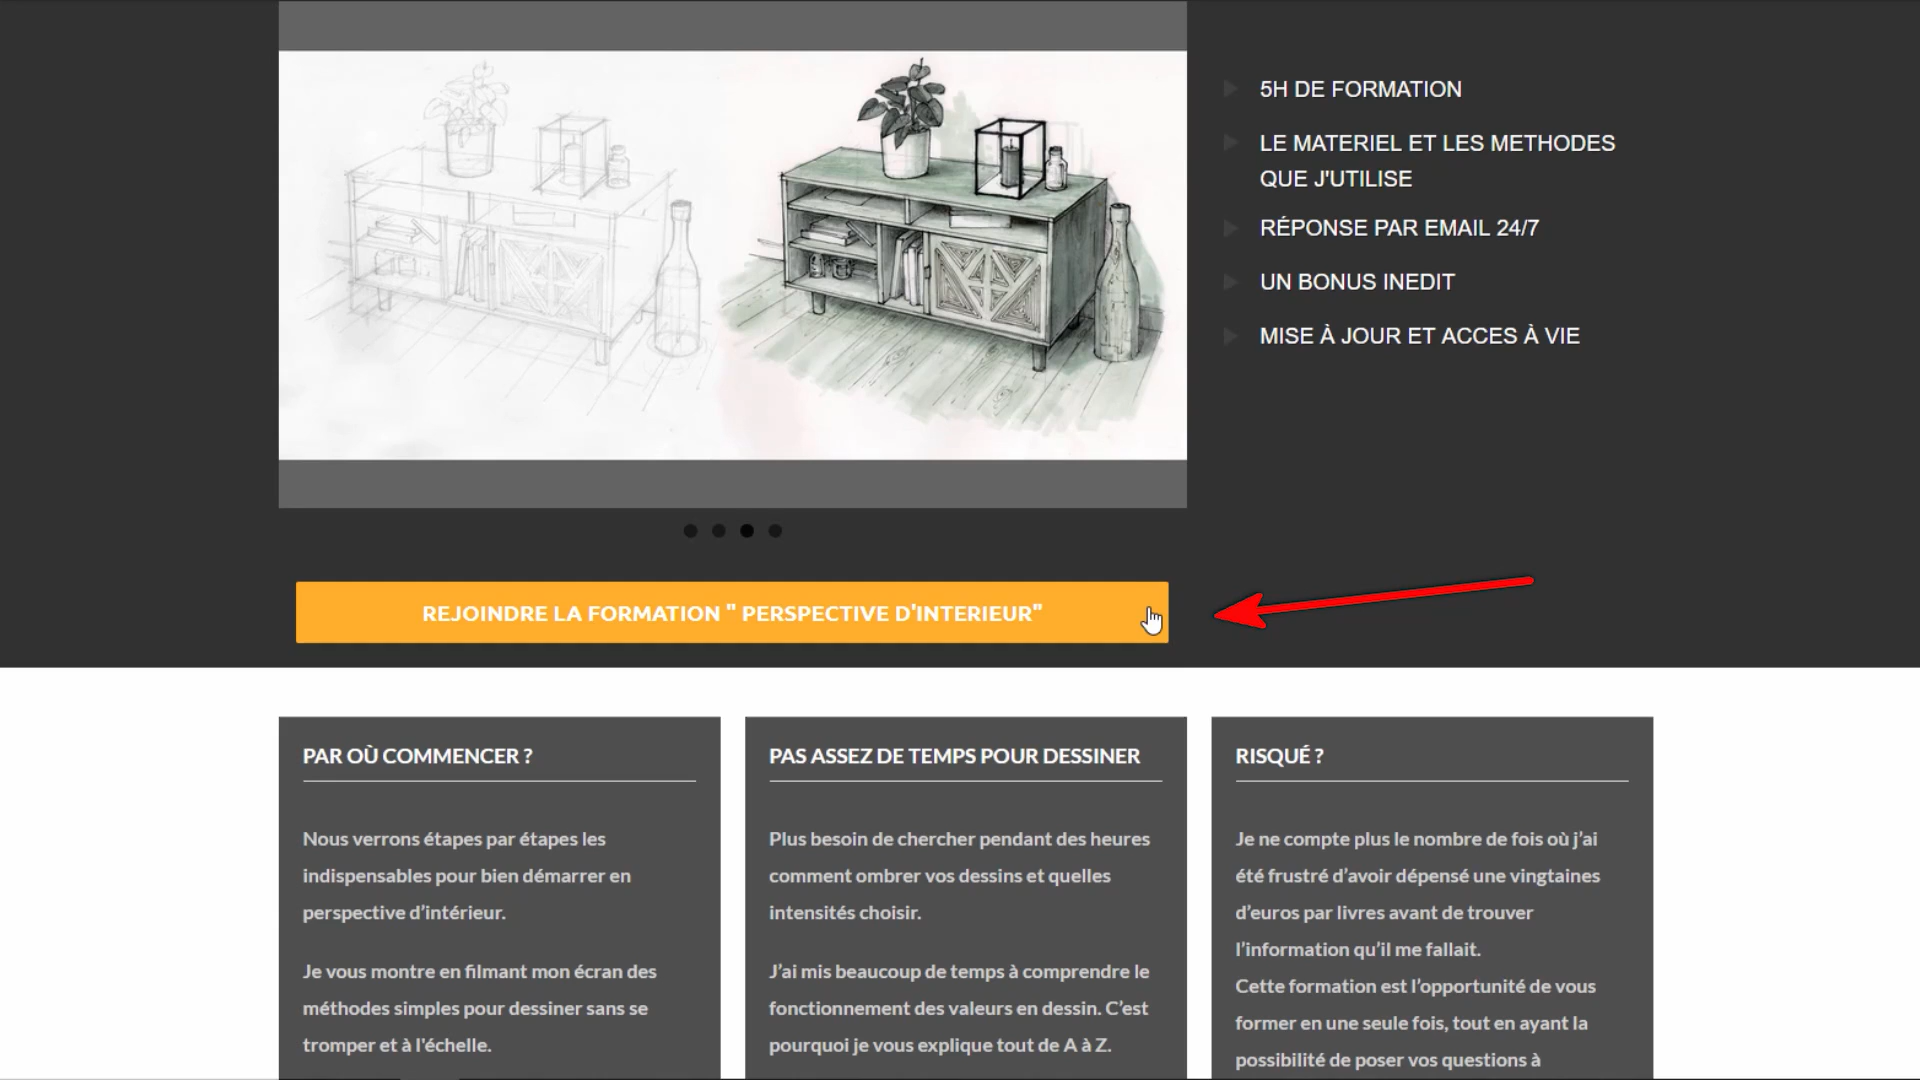 5H DE FORMATION
LE MATERIEL ET LES METHODES
QUE J'UTILISE
RÉPONSE PAR EMAIL 24/7
UN BONUS INEDIT
MISE À JOUR ET ACCES À VIE
REJOINDRE LA FORMATION " PERSPECTIVE D'INTERIEUR"
PAR OÙ COMMENCER ?
Nous verrons étapes par étapes les
indispensables pour bien démarrer en
perspective d’intérieur.
Je vous montre en filmant mon écran des
méthodes simples pour dessiner sans se
tromper et à l'échelle.
PAS ASSEZ DE TEMPS POUR DESSINER
Plus besoin de chercher pendant des heures
comment ombrer vos dessins et quelles
intensités choisir.
J’ai mis beaucoup de temps à comprendre le
fonctionnement des valeurs en dessin. C’est
pourquoi je vous explique tout de A à Z.
RISQUÉ ?
Je ne compte plus le nombre de fois où j’ai
été frustré d’avoir dépensé une vingtaines
d’euros par livres avant de trouver
l’information qu’il me fallait.
Cette formation est l’opportunité de vous
former en une seule fois, tout en ayant la
possibilité de poser vos questions à